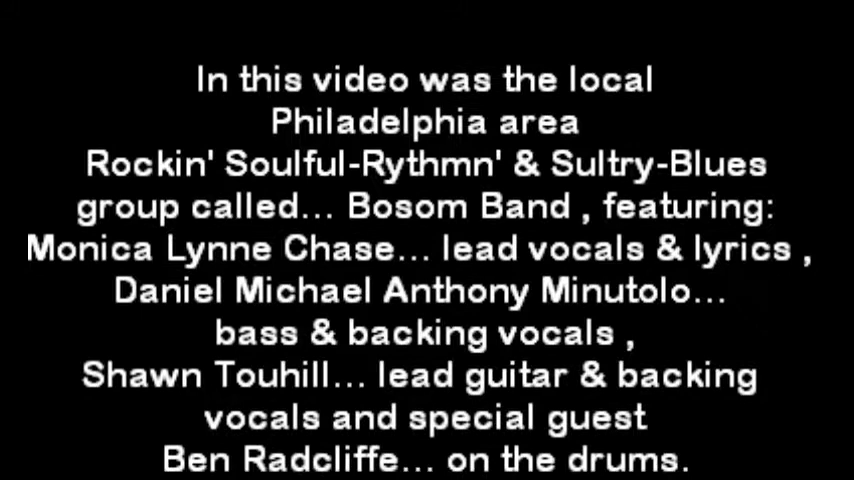 In this video was the local
Philadelphia area
Rockin' Soulful-Rythmn' & Sultry-Blues
group called... Bosom Band , featuring:
Monica Lynne Chase... lead vocals & lyrics ,
Daniel Michael Anthony Minutolo...
bass & backing vocals ,
Shawn Touhill... lead guitar & backing
vocals and special guest
Ben Radcliffe... on the drums.